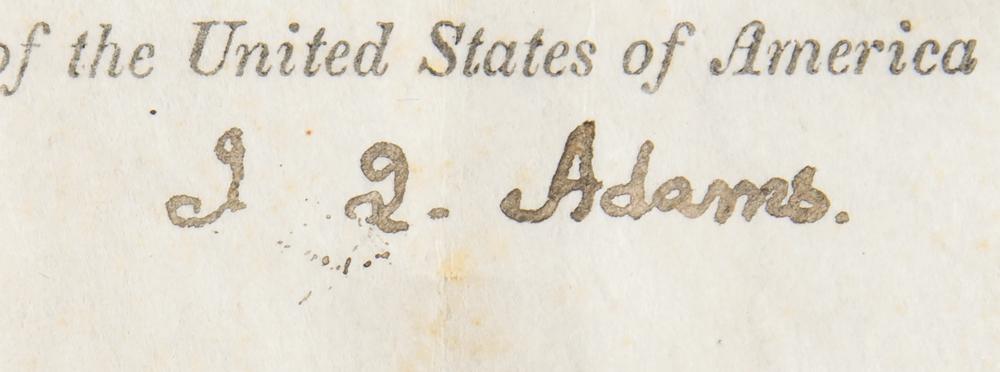 of the United States of America
J Q. Adams.